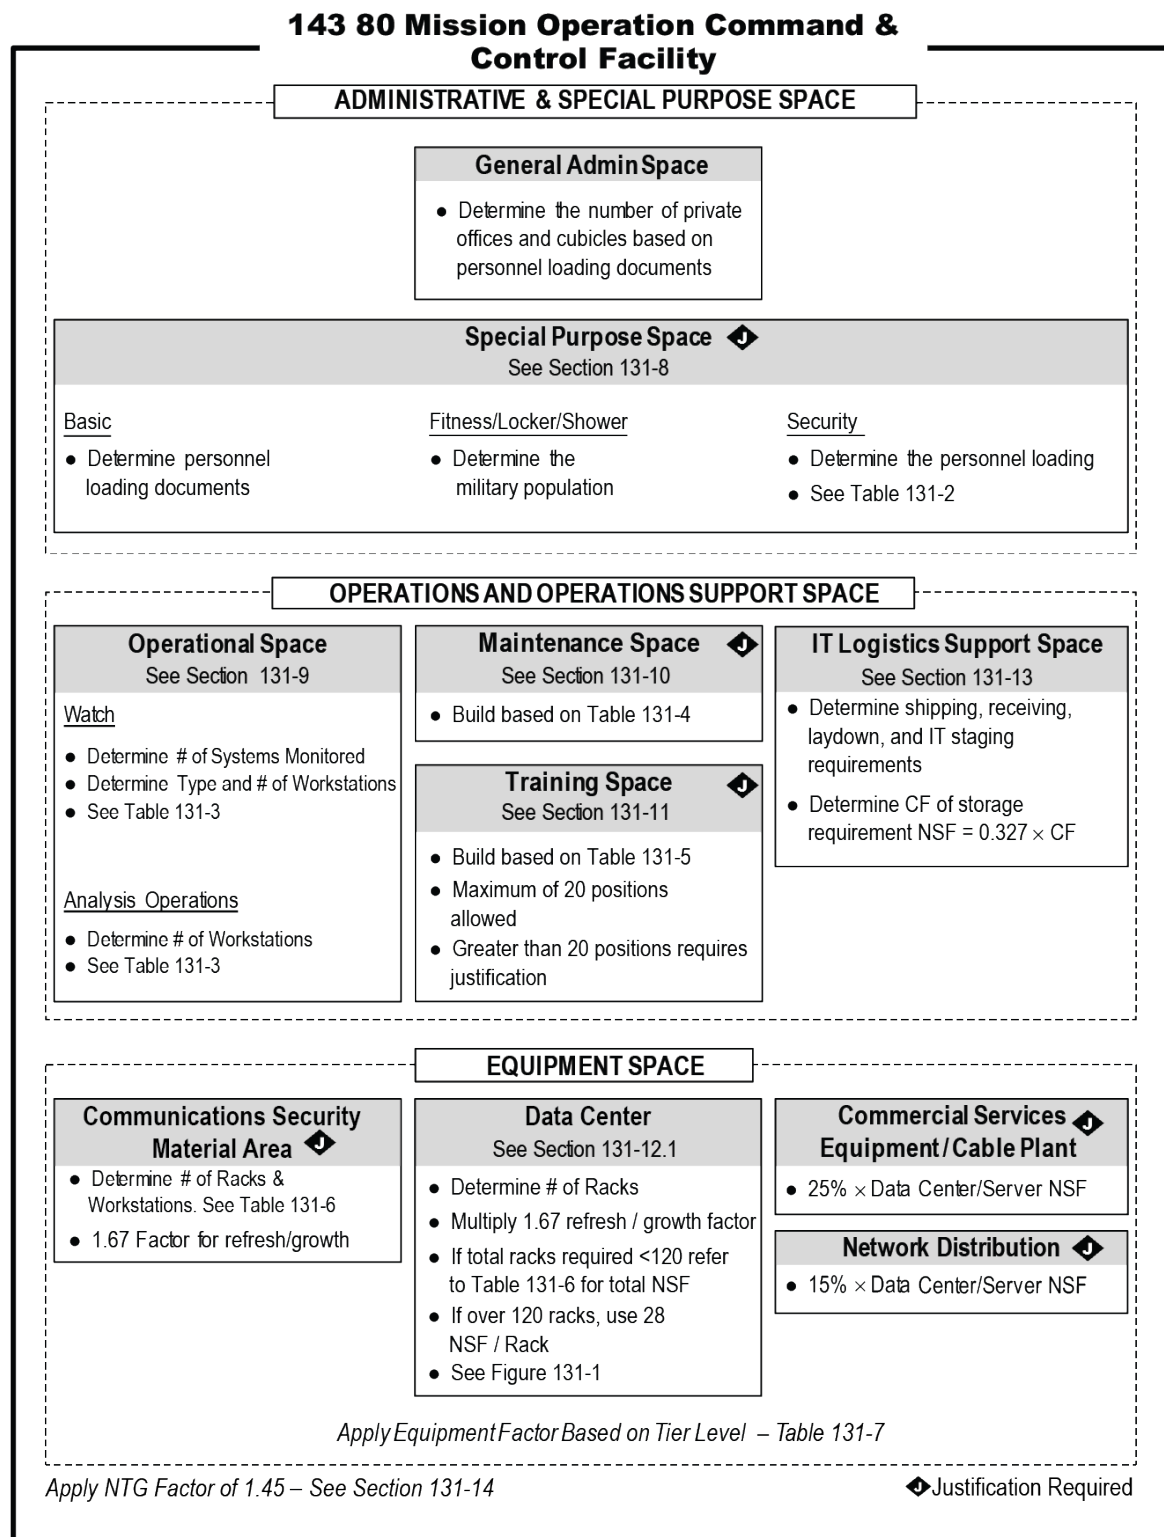 143 80 Mission Operation Command &
Control Facility
ADMINISTRATIVE & SPECIAL PURPOSE SPACE
General Admin Space
● Determine the number of private
offices and cubicles based on
personnel loading documents
Special Purpose Space J
See Section 131-8
Basic
● Determine personnel
loading documents
Fitness/Locker/Shower
● Determine the
military population
Security
● Determine the personnel loading
● See Table 131-2
OPERATIONS AND OPERATIONS SUPPORT SPACE
Operational Space
See Section 131-9
Watch
● Determine # of Systems Monitored
● Determine Type and # of Workstations
● See Table 131-3
Analysis Operations
● Determine # of Workstations
● See Table 131-3
Maintenance Space J
See Section 131-10
● Build based on Table 131-4
Training Space J
See Section 131-11
● Build based on Table 131-5
● Maximum of 20 positions
allowed
● Greater than 20 positions requires
justification
IT Logistics Support Space
See Section 131-13
● Determine shipping, receiving,
laydown, and IT staging
requirements
● Determine CF of storage
requirement NSF = 0.327 × CF
EQUIPMENT SPACE
Communications Security
Material Area J
● Determine # of Racks &
Workstations. See Table 131-6
● 1.67 Factor for refresh/growth
Data Center
See Section 131-12.1
● Determine # of Racks
● Multiply 1.67 refresh / growth factor
● If total racks required <120 refer
to Table 131-6 for total NSF
● If over 120 racks, use 28
NSF / Rack
● See Figure 131-1
Commercial Services J
Equipment / Cable Plant
● 25% × Data Center/Server NSF
Network Distribution J
● 15% × Data Center/Server NSF
Apply Equipment Factor Based on Tier Level – Table 131-7
Apply NTG Factor of 1.45 – See Section 131-14
J Justification Required